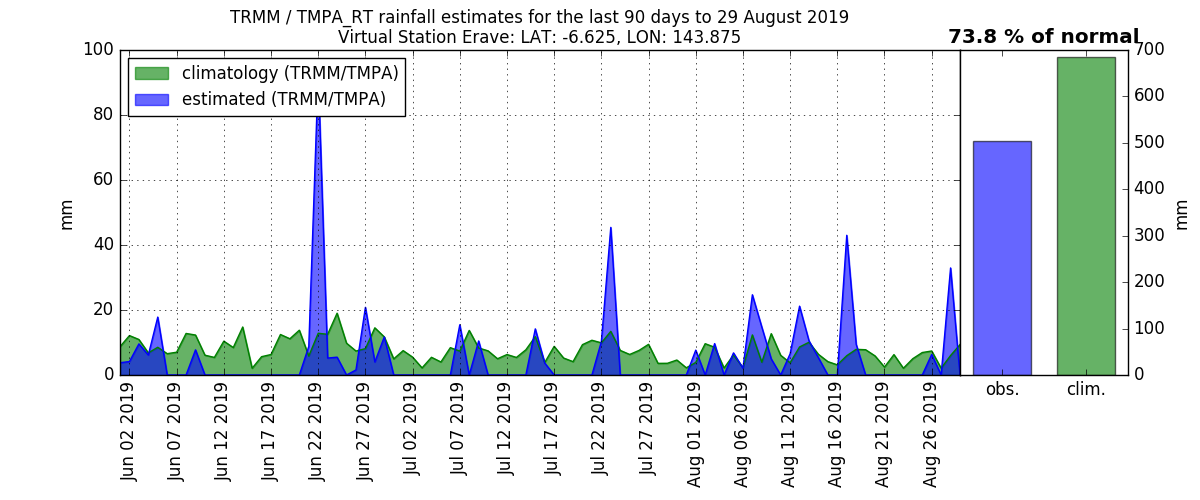 TRMM / TMPA_RT rainfall estimates for the last 90 days to 29 August 2019
Virtual Station Erave: LAT: -6.625, LON: 143.875
73.8 % of normal
climatology (TRMM/TMPA)
estimated (TRMM/TMPA)
100
80
60
40
20
0
mm
Jun 02 2019
Jun 07 2019
Jun 12 2019
Jun 17 2019
Jun 22 2019
Jun 27 2019
Jul 02 2019
Jul 07 2019
Jul 12 2019
Jul 17 2019
Jul 22 2019
Jul 27 2019
Aug 01 2019
Aug 06 2019
Aug 11 2019
Aug 16 2019
Aug 21 2019
Aug 26 2019
obs.
clim.
700
600
500
400
300
200
100
0
mm